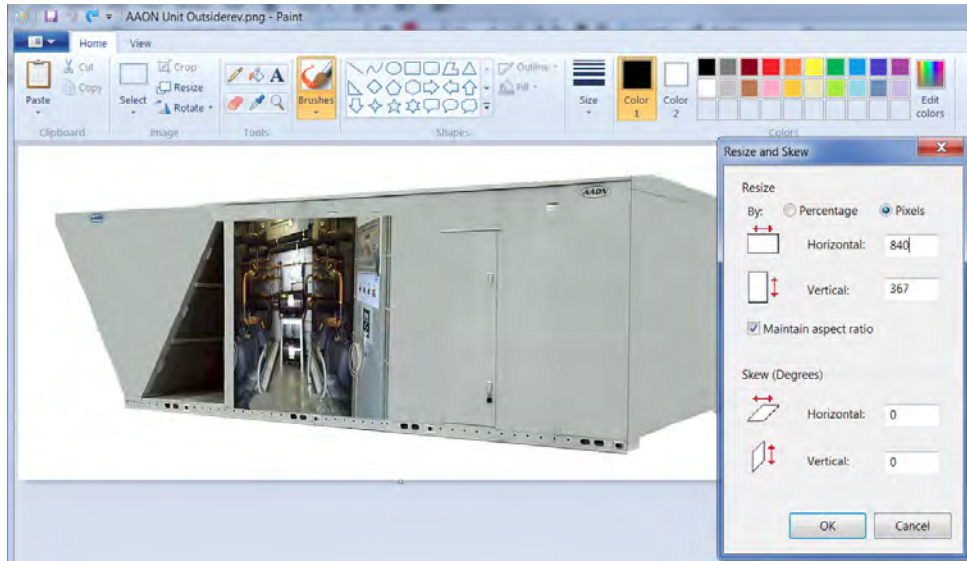 AAON Unit Outsiderev.png - Paint
Home View
Paste
Cut
Copy
Clipboard
Select
Crop
Resize
Rotate
Image
A
Tools
Brushes
Shapes
Outline
Fill
Size
Color 1
Color 2
Colors
Edit colors
AAON
AAON
Resize and Skew
Resize
By: Percentage Pixels
Horizontal: 840
Vertical: 367
Maintain aspect ratio
Skew (Degrees)
Horizontal: 0
Vertical: 0
OK Cancel